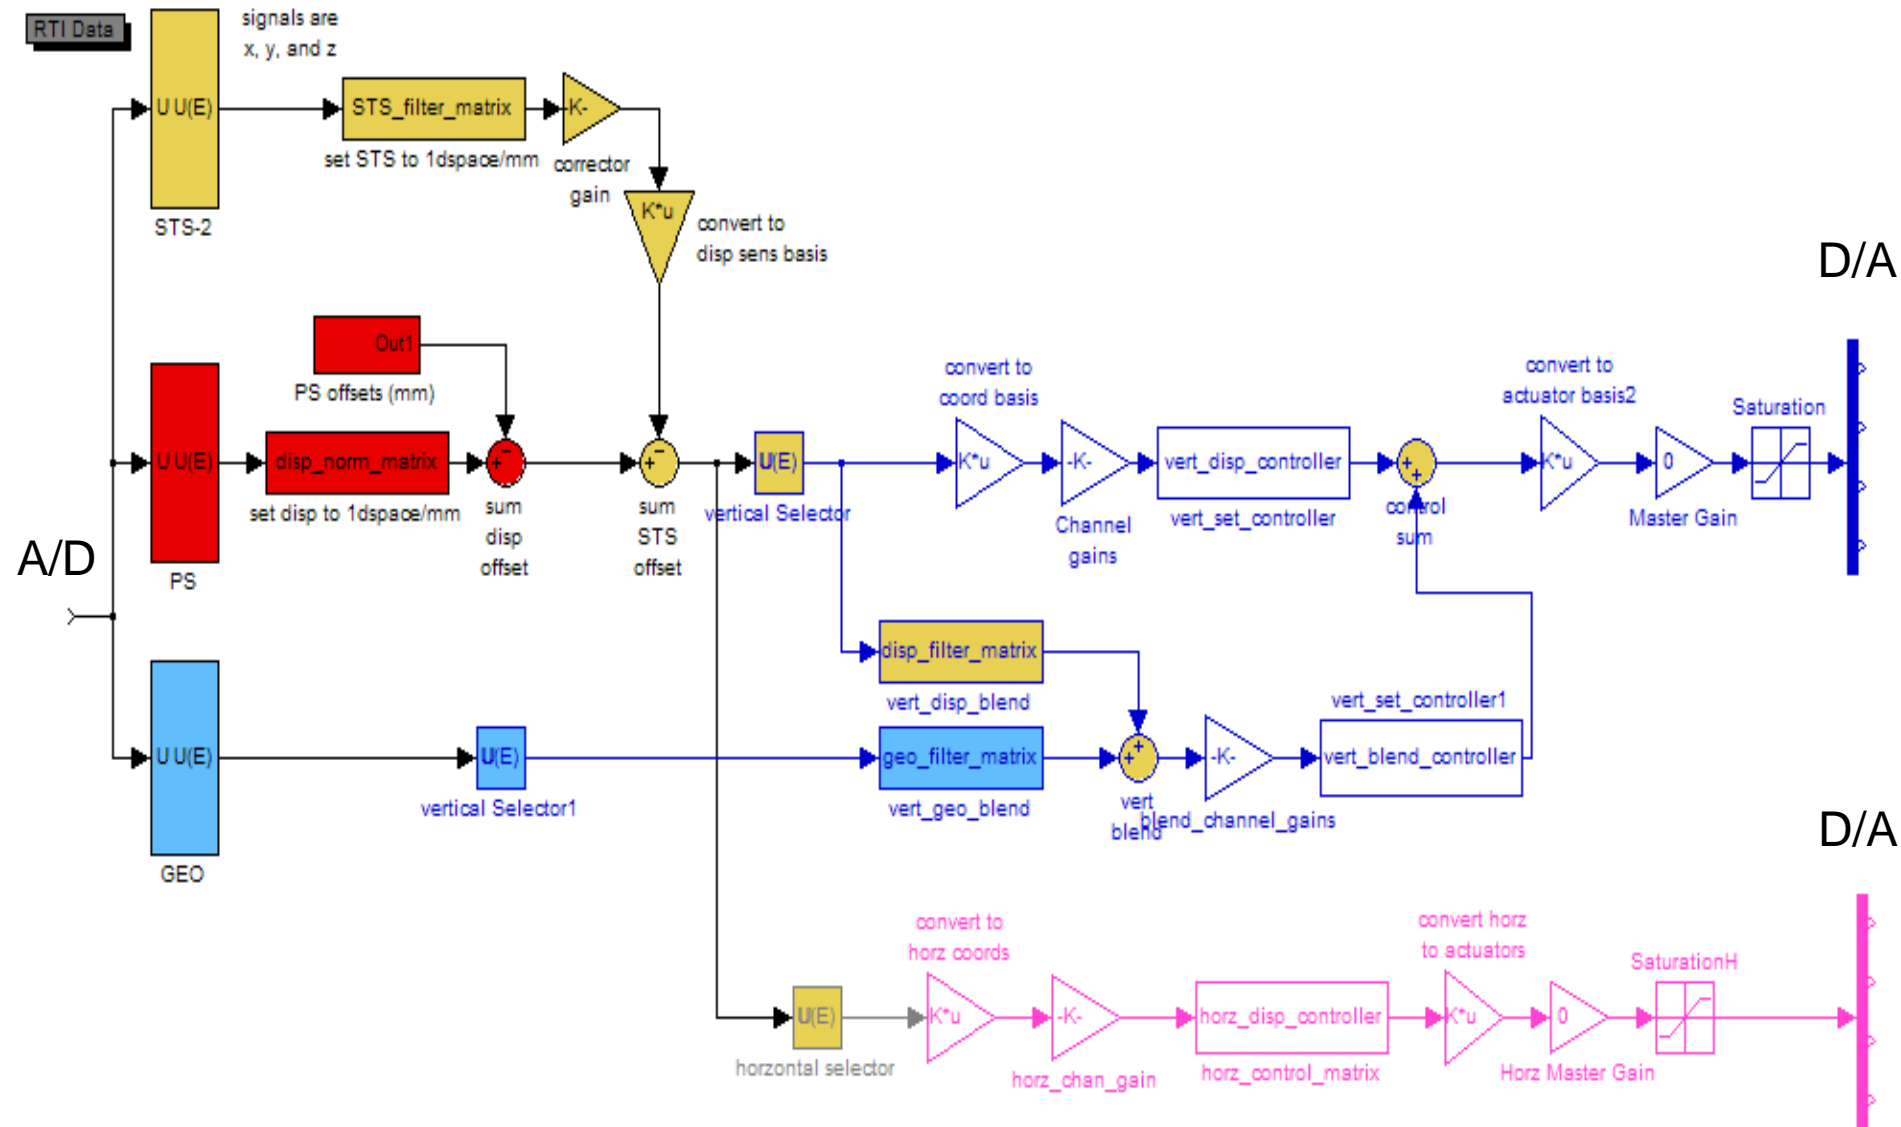 RTI Data
signals are
x, y, and z
U U(E)
STS-2
STS_filter_matrix
set STS to 1dspace/mm
-K-
corrector
gain
K*u
convert to
disp sens basis
D/A
Out1
PS offsets (mm)
U U(E)
PS
disp_norm_matrix
set disp to 1dspace/mm
+
−
sum
disp
offset
+
−
sum
STS
offset
U(E)
vertical Selector
convert to
coord basis
K*u
-K-
Channel
gains
vert_disp_controller
vert_set_controller
+
+
control
sum
convert to
actuator basis2
K*u
0
Master Gain
Saturation
A/D
disp_filter_matrix
vert_disp_blend
U U(E)
GEO
U(E)
vertical Selector1
geo_filter_matrix
vert_geo_blend
+
+
vert
blend
-K-
blend_channel_gains
vert_set_controller1
vert_blend_controller
D/A
U(E)
horzontal selector
convert to
horz coords
K*u
-K-
horz_chan_gain
horz_disp_controller
horz_control_matrix
convert horz
to actuators
K*u
0
Horz Master Gain
SaturationH